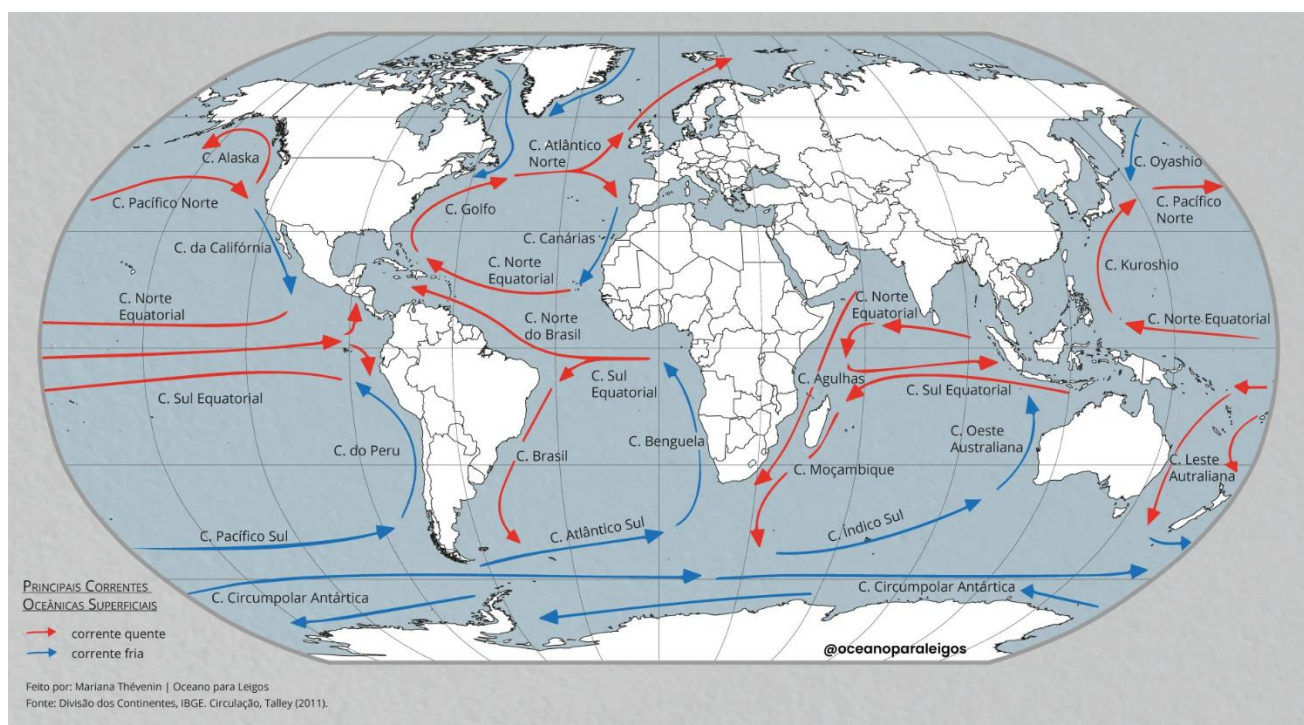 C. Alaska
C. Pacífico Norte
C. da Califórnia
C. Norte
Equatorial
C. Sul Equatorial
C. do Peru
C. Pacífico Sul
C. Atlântico
Norte
C. Golfo
C. Canárias
C. Norte
Equatorial
C. Norte
do Brasil
C. Sul
Equatorial
C. Brasil
C. Benguela
C. Atlântico Sul
C. Norte
Equatorial
C. Agulhas
C. Sul Equatorial
C. Moçambique
C. Oeste
Australiana
C. Índico Sul
C. Oyashio
C. Pacífico
Norte
C. Kuroshio
C. Norte Equatorial
C. Leste
Autraliana
C. Circumpolar Antártica
C. Circumpolar Antártica
@oceanoparaleigos
PRINCIPAIS CORRENTES
OCEÂNICAS SUPERFICIAIS
corrente quente
corrente fria
Feito por: Mariana Thévenin | Oceano para Leigos
Fonte: Divisão dos Continentes, IBGE. Circulação, Talley (2011).